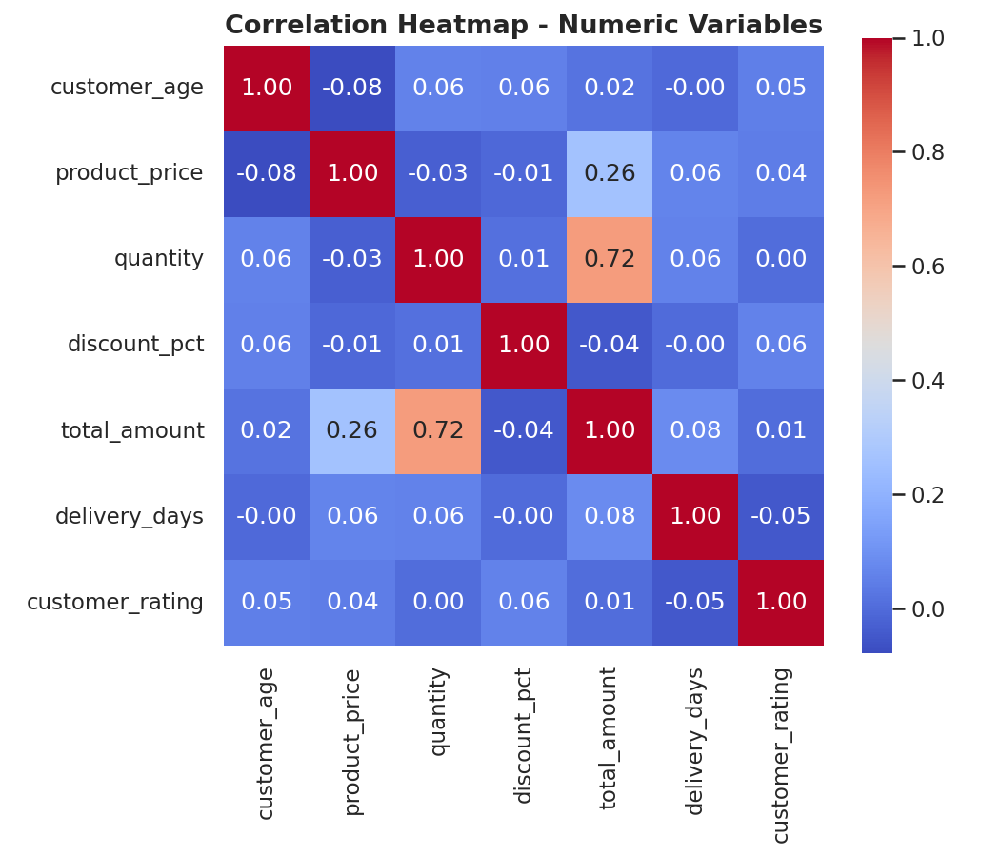 Correlation Heatmap - Numeric Variables
customer_age 1.00 -0.08 0.06 0.06 0.02 -0.00 0.05
product_price -0.08 1.00 -0.03 -0.01 0.26 0.06 0.04
quantity 0.06 -0.03 1.00 0.01 0.72 0.06 0.00
discount_pct 0.06 -0.01 0.01 1.00 -0.04 -0.00 0.06
total_amount 0.02 0.26 0.72 -0.04 1.00 0.08 0.01
delivery_days -0.00 0.06 0.06 -0.00 0.08 1.00 -0.05
customer_rating 0.05 0.04 0.00 0.06 0.01 -0.05 1.00
customer_age
product_price
quantity
discount_pct
total_amount
delivery_days
customer_rating
1.0
0.8
0.6
0.4
0.2
0.0